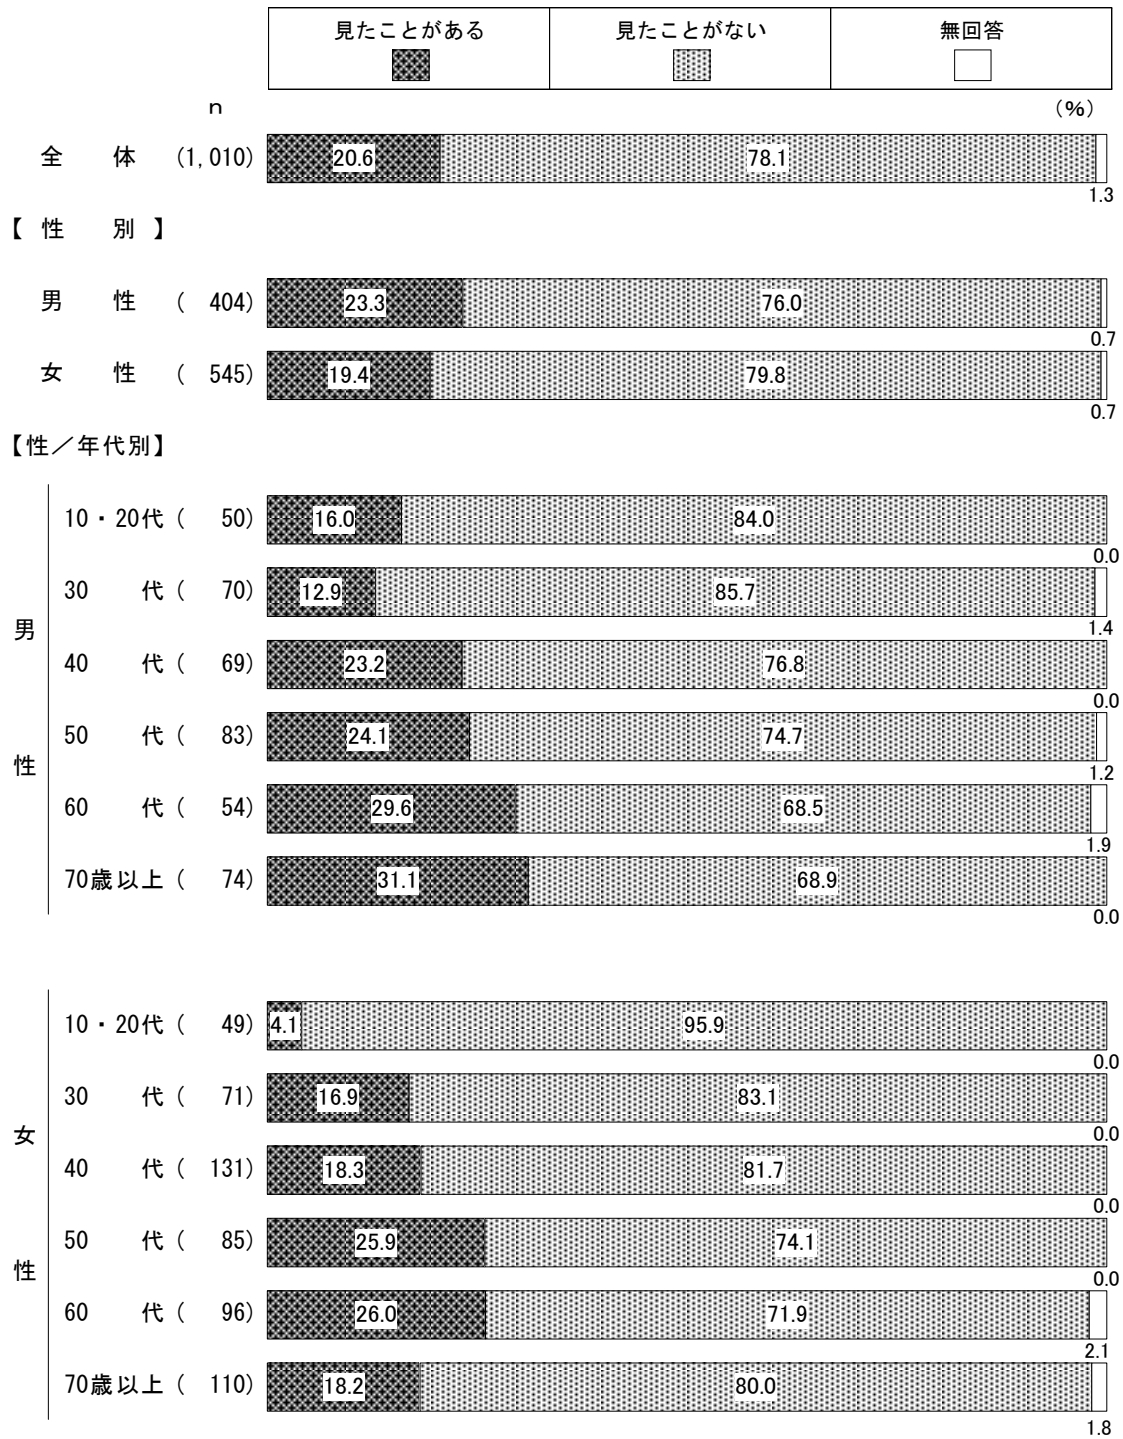 見たことがある 見たことがない 無回答
n (%)
全 体 (1,010) 20.6 78.1 1.3
【 性 別 】
男 性 ( 404) 23.3 76.0 0.7
女 性 ( 545) 19.4 79.8 0.7
【性／年代別】
男性
10・20代 ( 50) 16.0 84.0 0.0
30 代 ( 70) 12.9 85.7 1.4
40 代 ( 69) 23.2 76.8 0.0
50 代 ( 83) 24.1 74.7 1.2
60 代 ( 54) 29.6 68.5 1.9
70歳以上 ( 74) 31.1 68.9 0.0
女性
10・20代 ( 49) 4.1 95.9 0.0
30 代 ( 71) 16.9 83.1 0.0
40 代 ( 131) 18.3 81.7 0.0
50 代 ( 85) 25.9 74.1 0.0
60 代 ( 96) 26.0 71.9 2.1
70歳以上 ( 110) 18.2 80.0 1.8